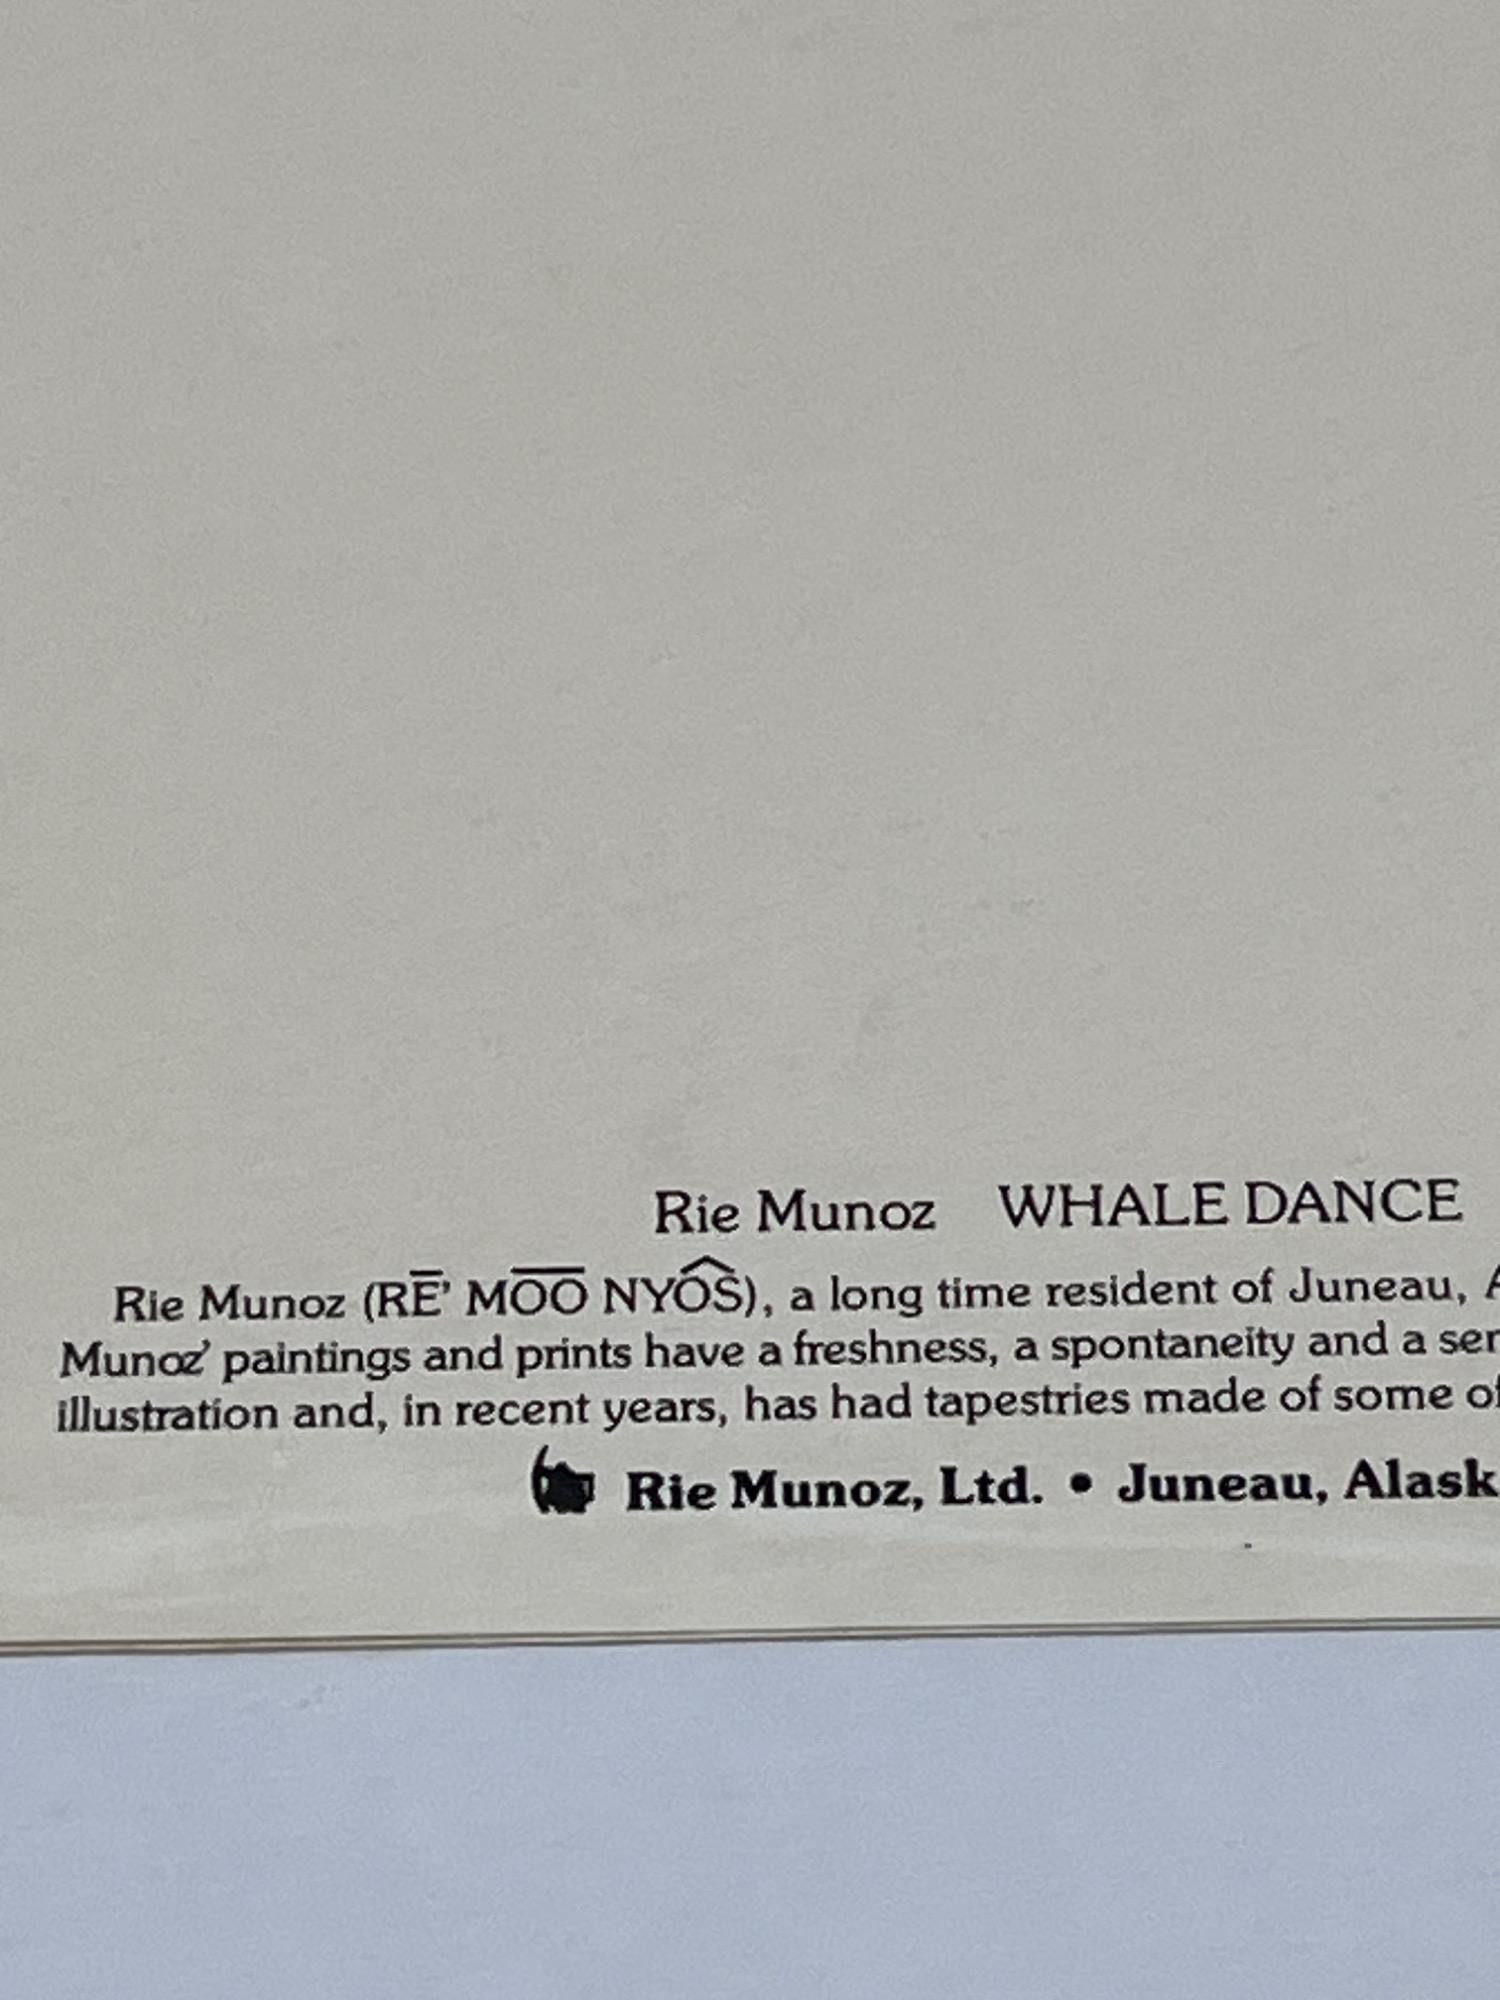 Rie Munoz WHALE DANCE
Rie Munoz (RĒ' M͞O͞O NYÔS), a long time resident of Juneau,
Munoz' paintings and prints have a freshness, a spontaneity and a
illustration and, in recent years, has had tapestries made of some
Rie Munoz, Ltd. • Juneau, Alask